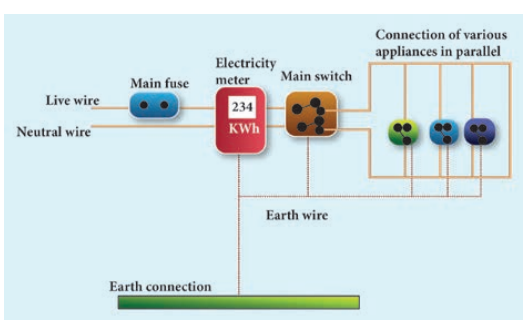 Connection of various
appliances in parallel
Electricity
meter
Main switch
Main fuse
Live wire
234
KWh
Neutral wire
Earth wire
Earth connection